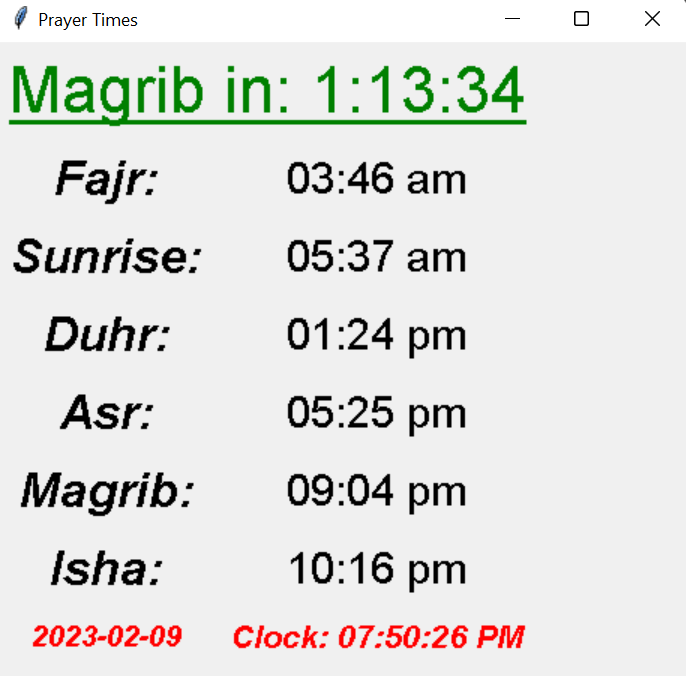 Prayer Times
Magrib in: 1:13:34
Fajr: 03:46 am
Sunrise: 05:37 am
Duhr: 01:24 pm
Asr: 05:25 pm
Magrib: 09:04 pm
Isha: 10:16 pm
2023-02-09 Clock: 07:50:26 PM